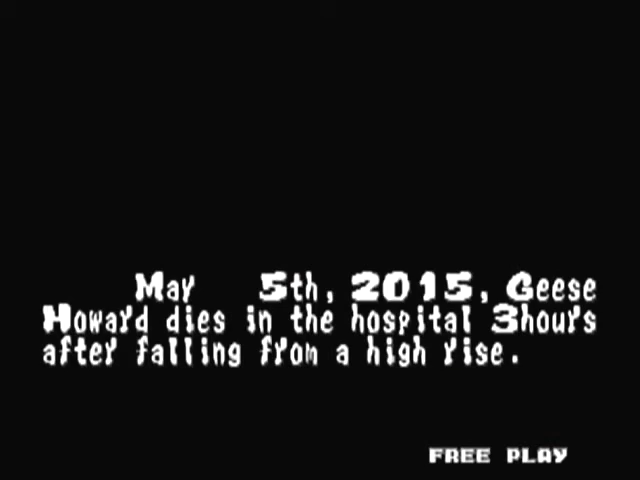 May 5th, 2015, Geese
Howard dies in the hospital 3hours
after falling from a high rise.
FREE PLAY